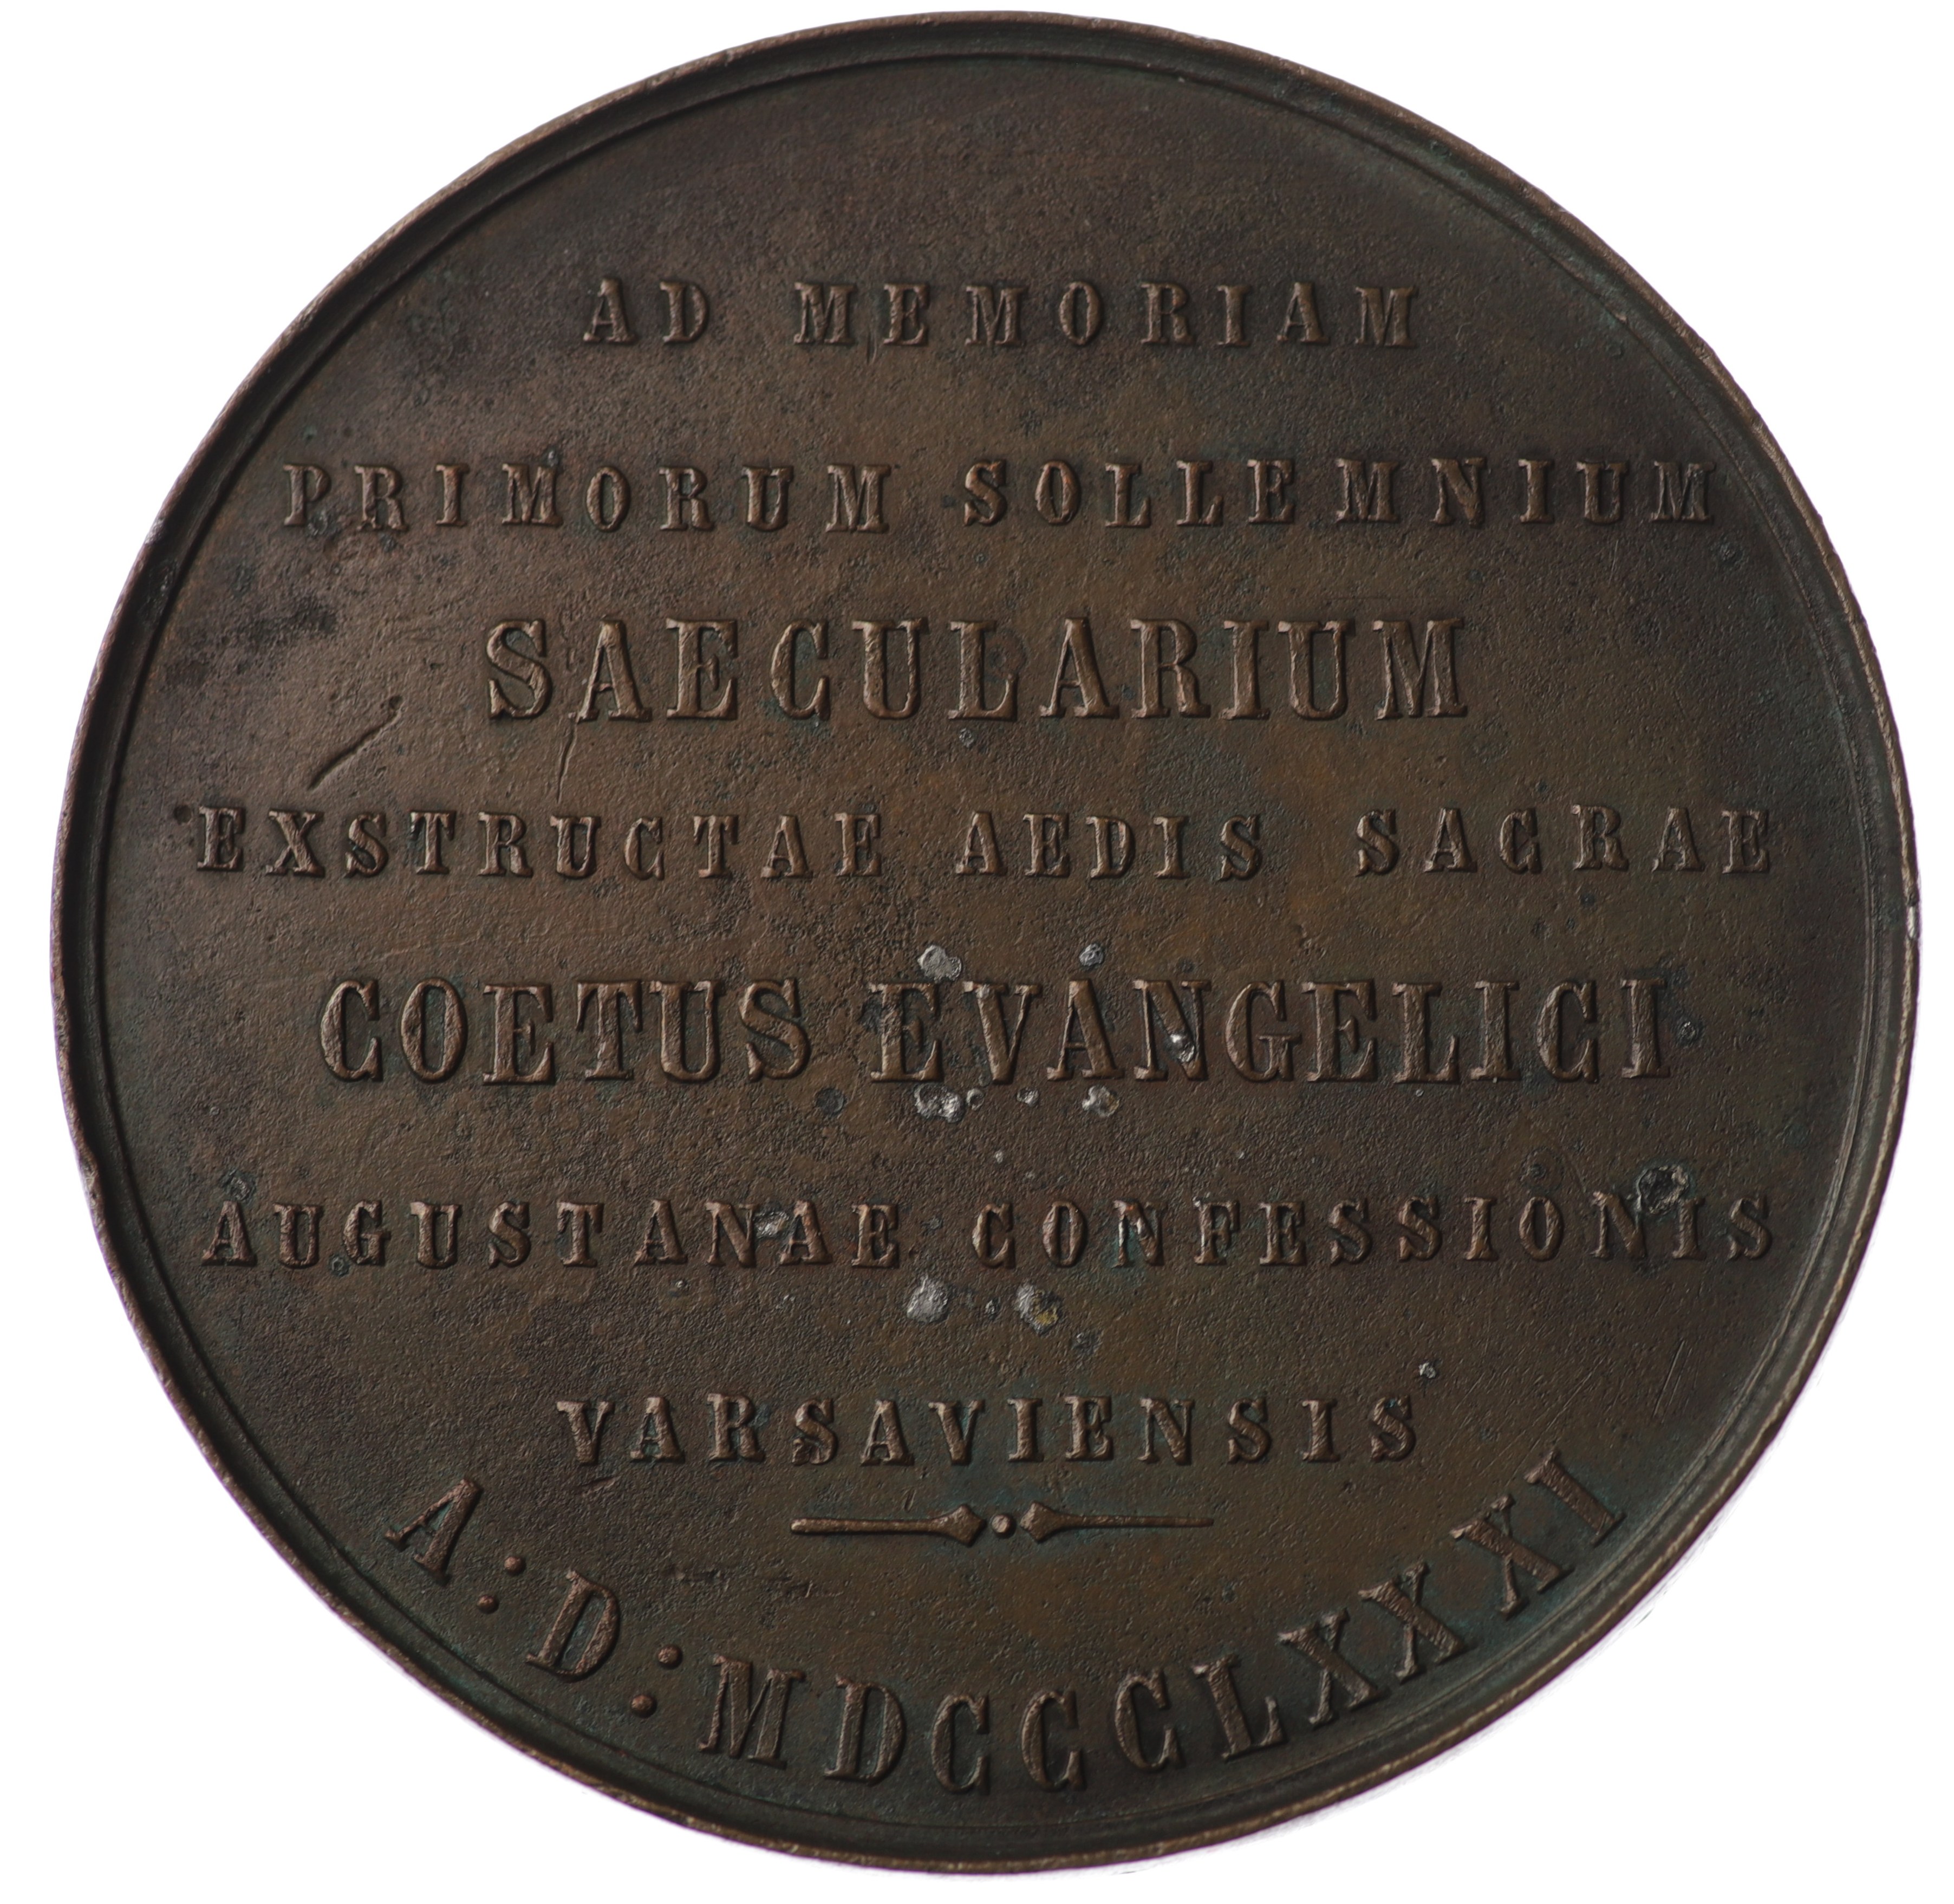 AD MEMORIAM
PRIMORUM SOLLEMNIUM
SAECULARIUM
EXSTRUCTAE AEDIS SACRAE
COETUS EVANGELICI
AUGUSTANAE CONFESSIONIS
VARSAVIENSIS
A:D:MDCCCLXXXI